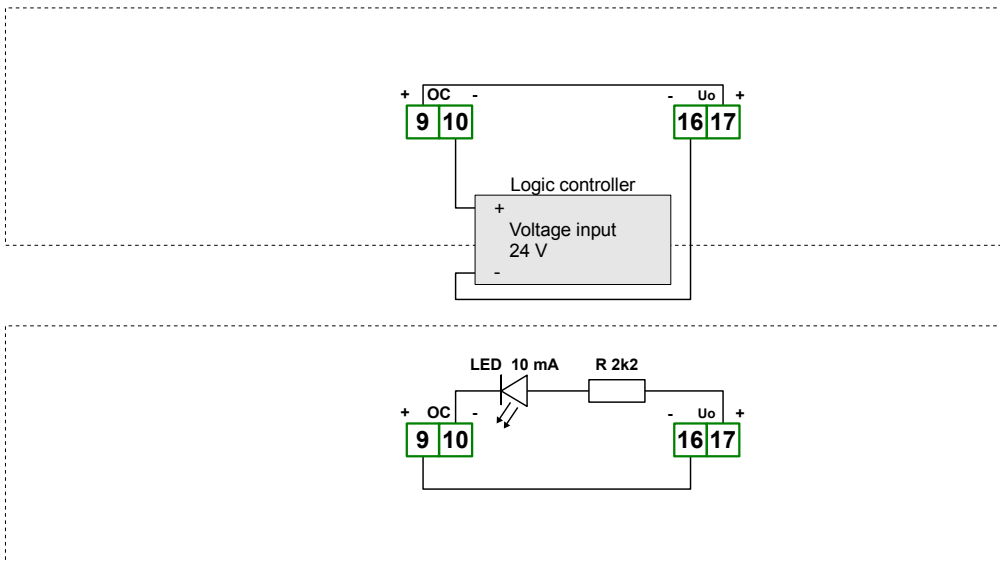 + OC - - Uo +
9 10 16 17
Logic controller
+
Voltage input
24 V
-
LED 10 mA R 2k2
+ OC - - Uo +
9 10 16 17